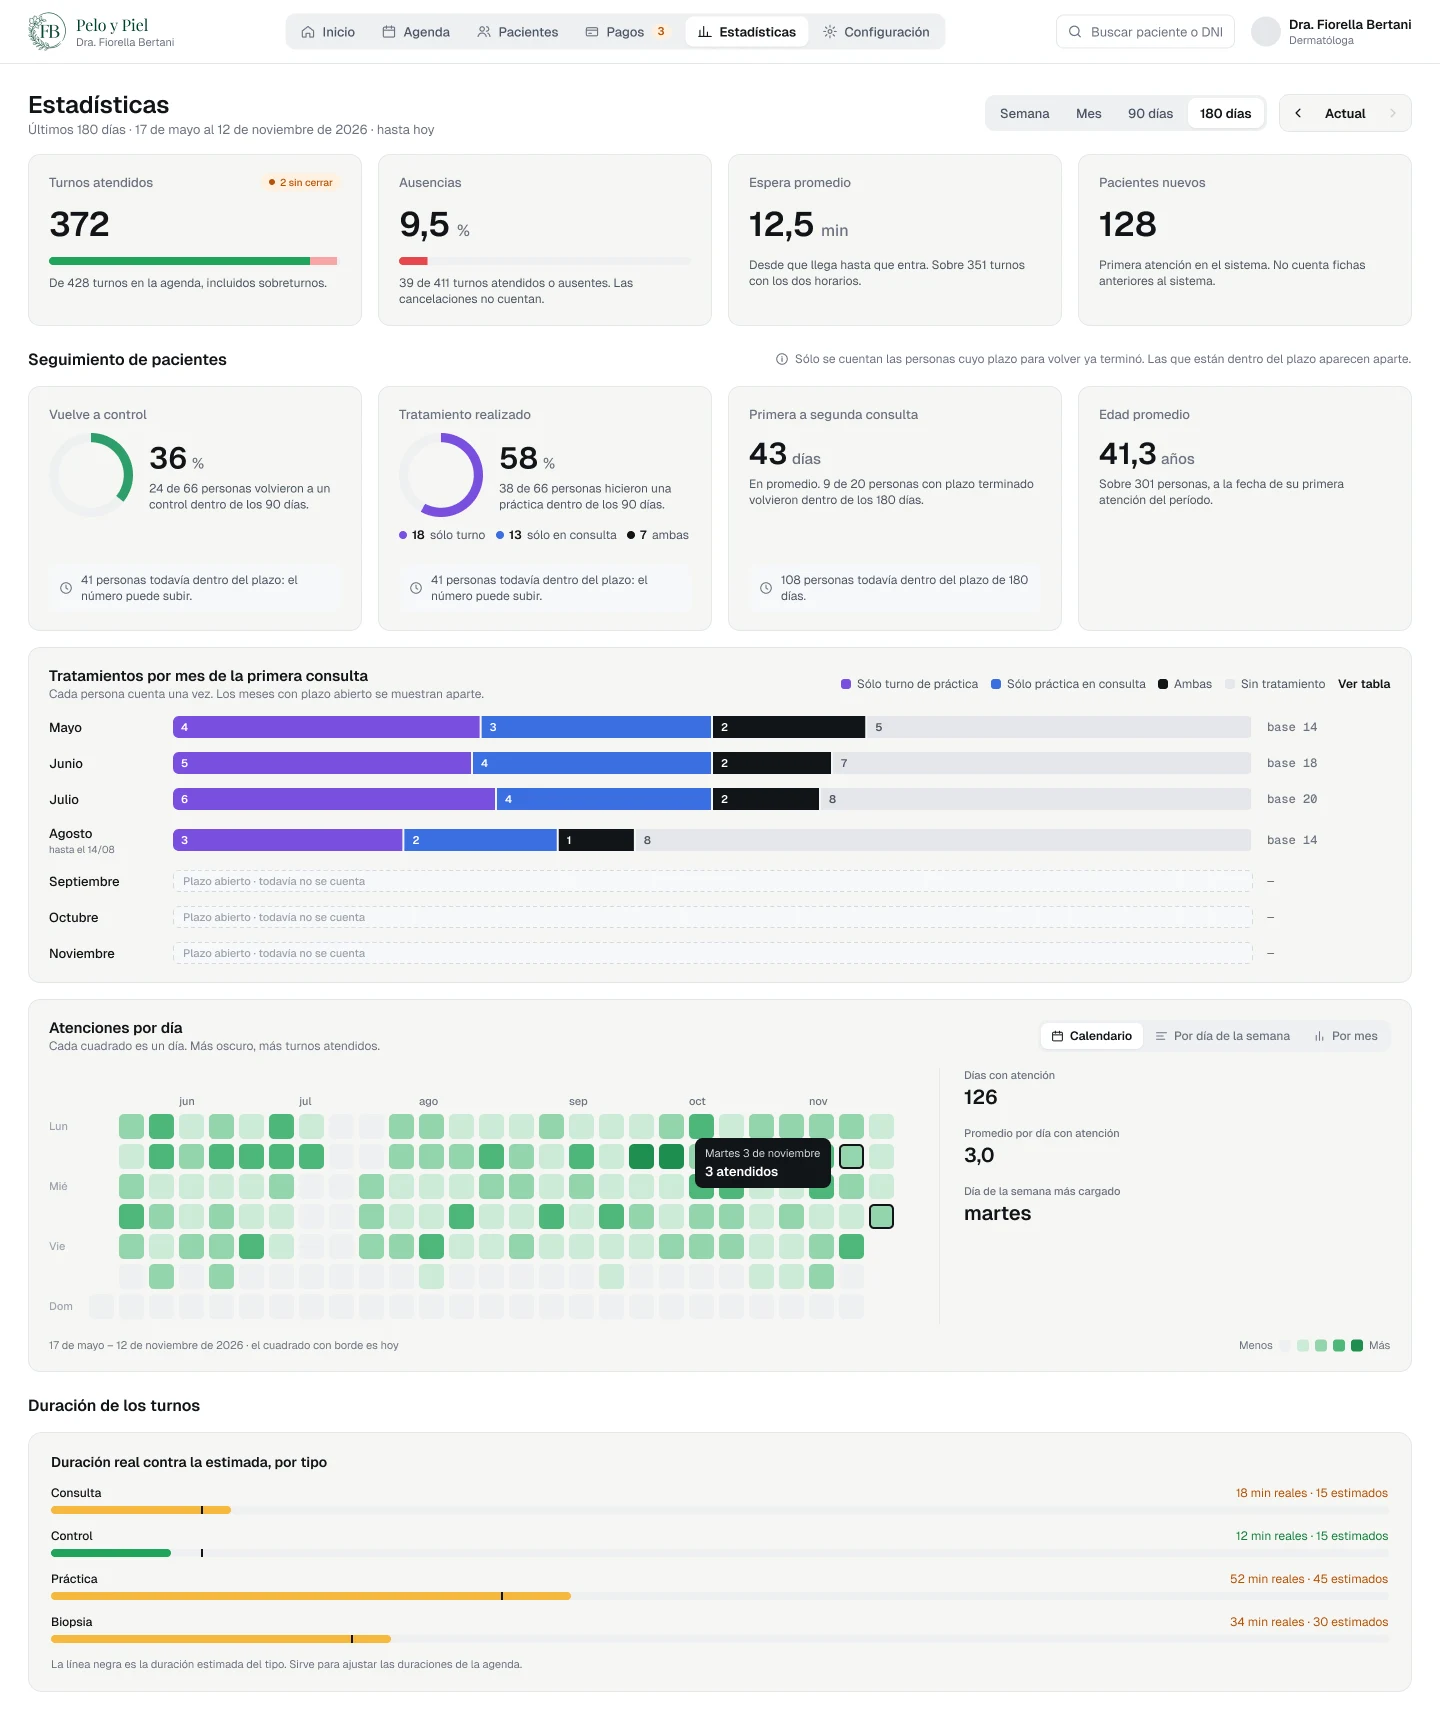 FB
Pelo y Piel
Dra. Fiorella Bertani
Inicio
Agenda
Pacientes
Pagos 3
Estadísticas
Configuración
Buscar paciente o DNI
Dra. Fiorella Bertani
Dermatóloga
Estadísticas
Últimos 180 días · 17 de mayo al 12 de noviembre de 2026 · hasta hoy
Semana
Mes
90 días
180 días
Actual
Turnos atendidos
2 sin cerrar
372
De 428 turnos en la agenda, incluidos sobreturnos.
Ausencias
9,5 %
39 de 411 turnos atendidos o ausentes. Las
cancelaciones no cuentan.
Espera promedio
12,5 min
Desde que llega hasta que entra. Sobre 351 turnos
con los dos horarios.
Pacientes nuevos
128
Primera atención en el sistema. No cuenta fichas
anteriores al sistema.
Seguimiento de pacientes
Sólo se cuentan las personas cuyo plazo para volver ya terminó. Las que están dentro del plazo aparecen aparte.
Vuelve a control
36 %
24 de 66 personas volvieron a un
control dentro de los 90 días.
41 personas todavía dentro del plazo: el
número puede subir.
Tratamiento realizado
58 %
38 de 66 personas hicieron una
práctica dentro de los 90 días.
18 sólo turno
13 sólo en consulta
7 ambas
41 personas todavía dentro del plazo: el
número puede subir.
Primera a segunda consulta
43 días
En promedio. 9 de 20 personas con plazo terminado
volvieron dentro de los 180 días.
108 personas todavía dentro del plazo de 180
días.
Edad promedio
41,3 años
Sobre 301 personas, a la fecha de su primera
atención del período.
Tratamientos por mes de la primera consulta
Cada persona cuenta una vez. Los meses con plazo abierto se muestran aparte.
Sólo turno de práctica
Sólo práctica en consulta
Ambas
Sin tratamiento
Ver tabla
Mayo 4 3 2 5 base 14
Junio 5 4 2 7 base 18
Julio 6 4 2 8 base 20
Agosto 3 2 1 8 base 14
hasta el 14/08
Septiembre Plazo abierto · todavía no se cuenta –
Octubre Plazo abierto · todavía no se cuenta –
Noviembre Plazo abierto · todavía no se cuenta –
Atenciones por día
Cada cuadrado es un día. Más oscuro, más turnos atendidos.
Calendario
Por día de la semana
Por mes
jun jul ago sep oct nov
Lun
Mié
Vie
Dom
Martes 3 de noviembre
3 atendidos
Días con atención
126
Promedio por día con atención
3,0
Día de la semana más cargado
martes
17 de mayo – 12 de noviembre de 2026 · el cuadrado con borde es hoy
Menos
Más
Duración de los turnos
Duración real contra la estimada, por tipo
Consulta 18 min reales · 15 estimados
Control 12 min reales · 15 estimados
Práctica 52 min reales · 45 estimados
Biopsia 34 min reales · 30 estimados
La línea negra es la duración estimada del tipo. Sirve para ajustar las duraciones de la agenda.